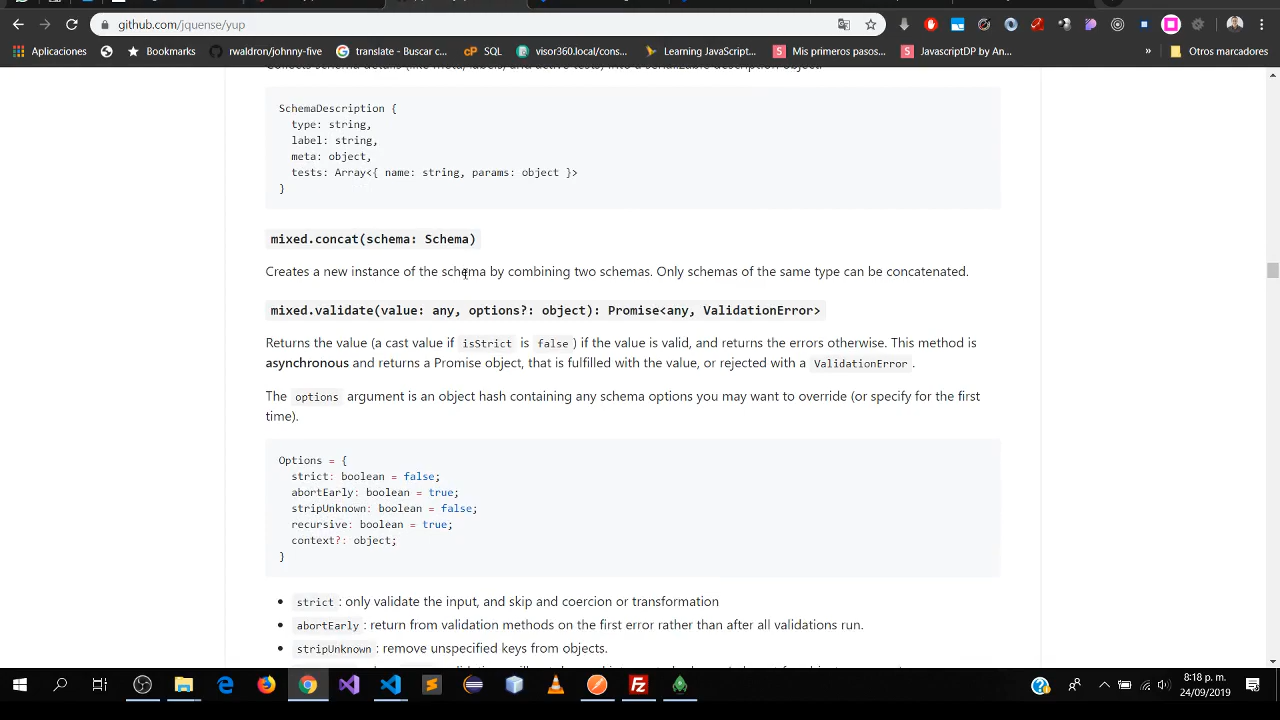 github.com/jquense/yup
Aplicaciones
Bookmarks
rwaldron/johnny-five
translate - Buscar c...
SQL
visor360.local/cons...
Learning JavaScript...
Mis primeros pasos...
JavascriptDP by An...
»
Otros marcadores
SchemaDescription {
type: string,
label: string,
meta: object,
tests: Array<{ name: string, params: object }>
}
mixed.concat(schema: Schema)
Creates a new instance of the schema by combining two schemas. Only schemas of the same type can be concatenated.
mixed.validate(value: any, options?: object): Promise<any, ValidationError>
Returns the value (a cast value if isStrict is false ) if the value is valid, and returns the errors otherwise. This method is
asynchronous and returns a Promise object, that is fulfilled with the value, or rejected with a ValidationError .
The options argument is an object hash containing any schema options you may want to override (or specify for the first
time).
Options = {
strict: boolean = false;
abortEarly: boolean = true;
stripUnknown: boolean = false;
recursive: boolean = true;
context?: object;
}
• strict : only validate the input, and skip and coercion or transformation
• abortEarly : return from validation methods on the first error rather than after all validations run.
• stripUnknown : remove unspecified keys from objects.
8:18 p. m.
24/09/2019